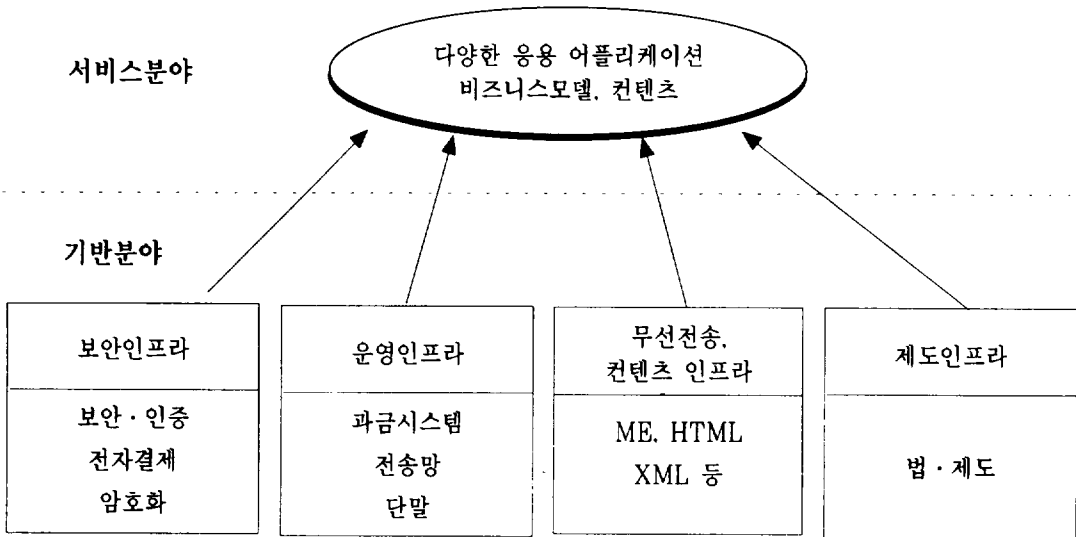 서비스분야
다양한 응용 어플리케이션
비즈니스모델, 컨텐츠
기반분야
보안인프라
보안 · 인증
전자결제
암호화
운영인프라
과금시스템
전송망
단말
무선전송,
컨텐츠 인프라
ME, HTML
XML 등
제도인프라
법 · 제도